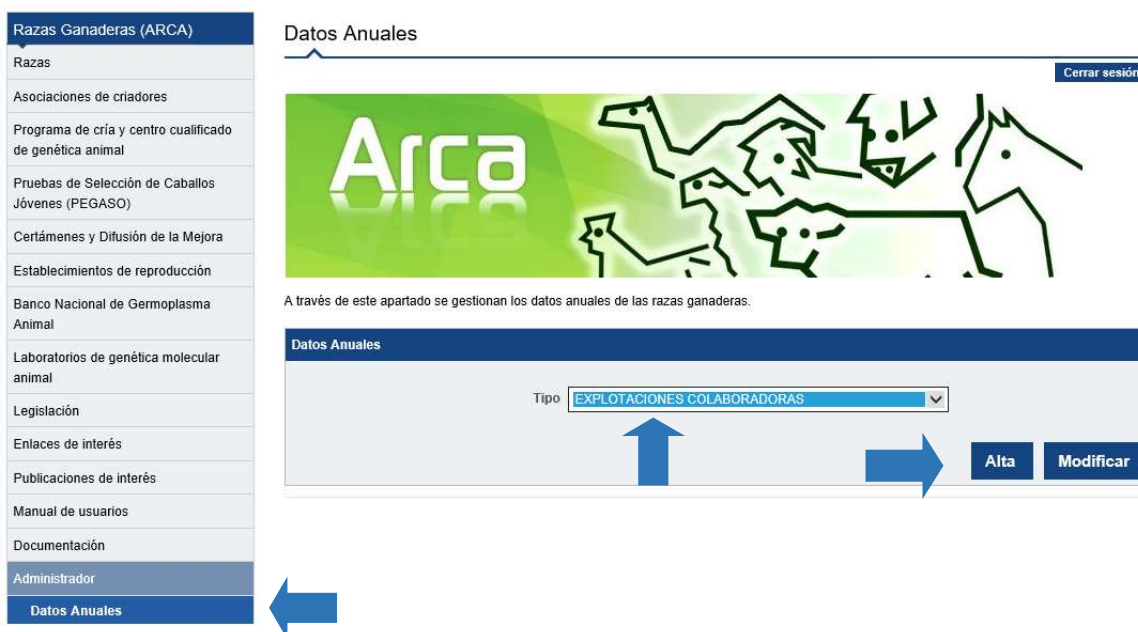 Razas Ganaderas (ARCA)
Razas
Asociaciones de criadores
Programa de cría y centro cualificado
de genética animal
Pruebas de Selección de Caballos
Jóvenes (PEGASO)
Certámenes y Difusión de la Mejora
Establecimientos de reproducción
Banco Nacional de Germoplasma
Animal
Laboratorios de genética molecular
animal
Legislación
Enlaces de interés
Publicaciones de interés
Manual de usuarios
Documentación
Administrador
Datos Anuales
Datos Anuales
Cerrar sesión
Arca
A través de este apartado se gestionan los datos anuales de las razas ganaderas.
Datos Anuales
Tipo EXPLOTACIONES COLABORADORAS
Alta Modificar